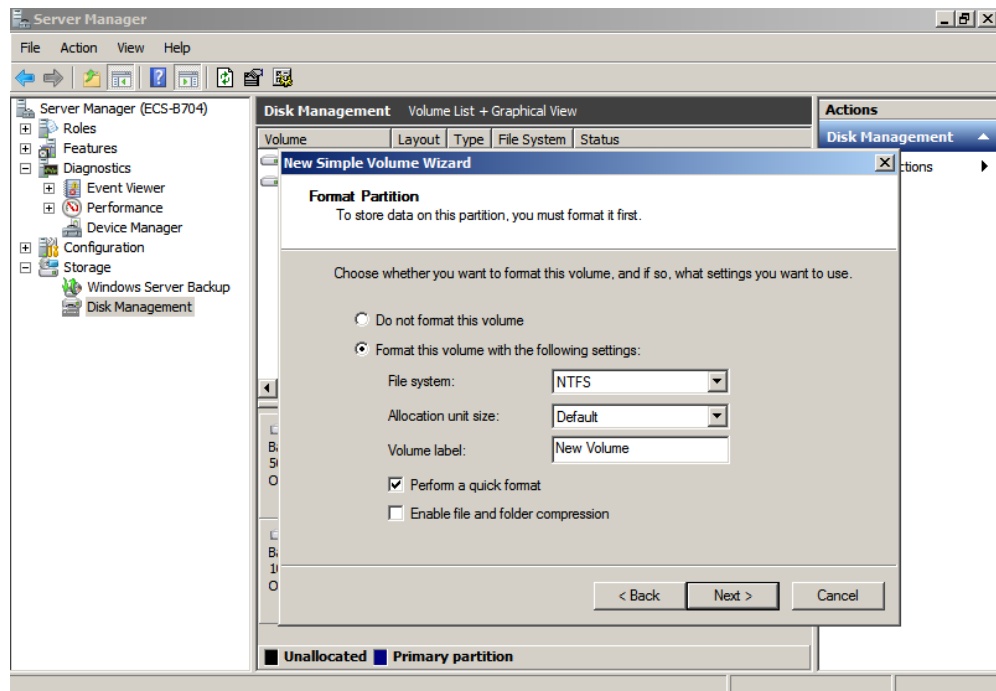 Server Manager
File Action View Help
Server Manager (ECS-B704)
Roles
Features
Diagnostics
Event Viewer
Performance
Device Manager
Configuration
Storage
Windows Server Backup
Disk Management
Disk Management Volume List + Graphical View
Volume Layout Type File System Status
New Simple Volume Wizard
Format Partition
To store data on this partition, you must format it first.
Choose whether you want to format this volume, and if so, what settings you want to use.
Do not format this volume
Format this volume with the following settings:
File system: NTFS
Allocation unit size: Default
Volume label: New Volume
Perform a quick format
Enable file and folder compression
< Back Next > Cancel
Unallocated Primary partition
Actions
Disk Management